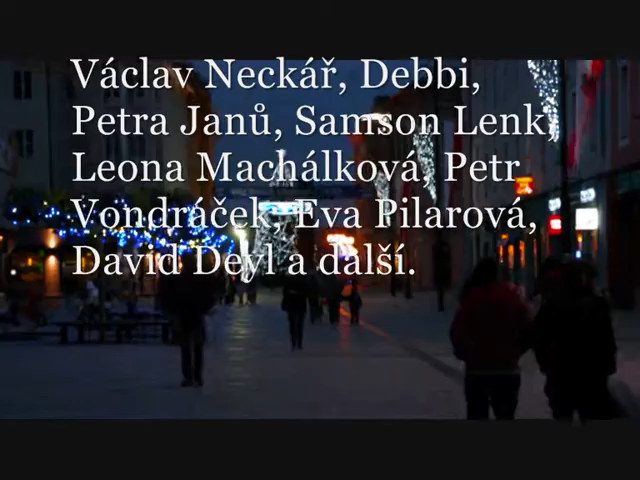 Václav Neckář, Debbi,
Petra Janů, Samson Lenk,
Leona Machálková, Petr
Vondráček, Eva Pilarová,
David Deyl a další.